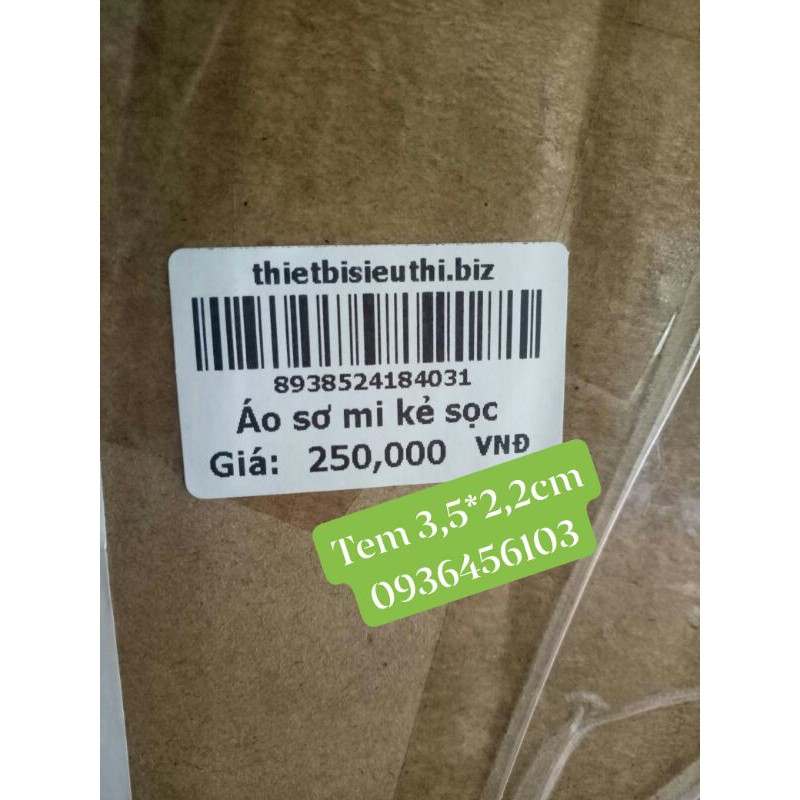 thietbisieuthi.biz
8938524184031
Áo sơ mi kẻ sọc
Giá: 250,000 VNĐ
Tem 3,5*2,2cm
0936456103